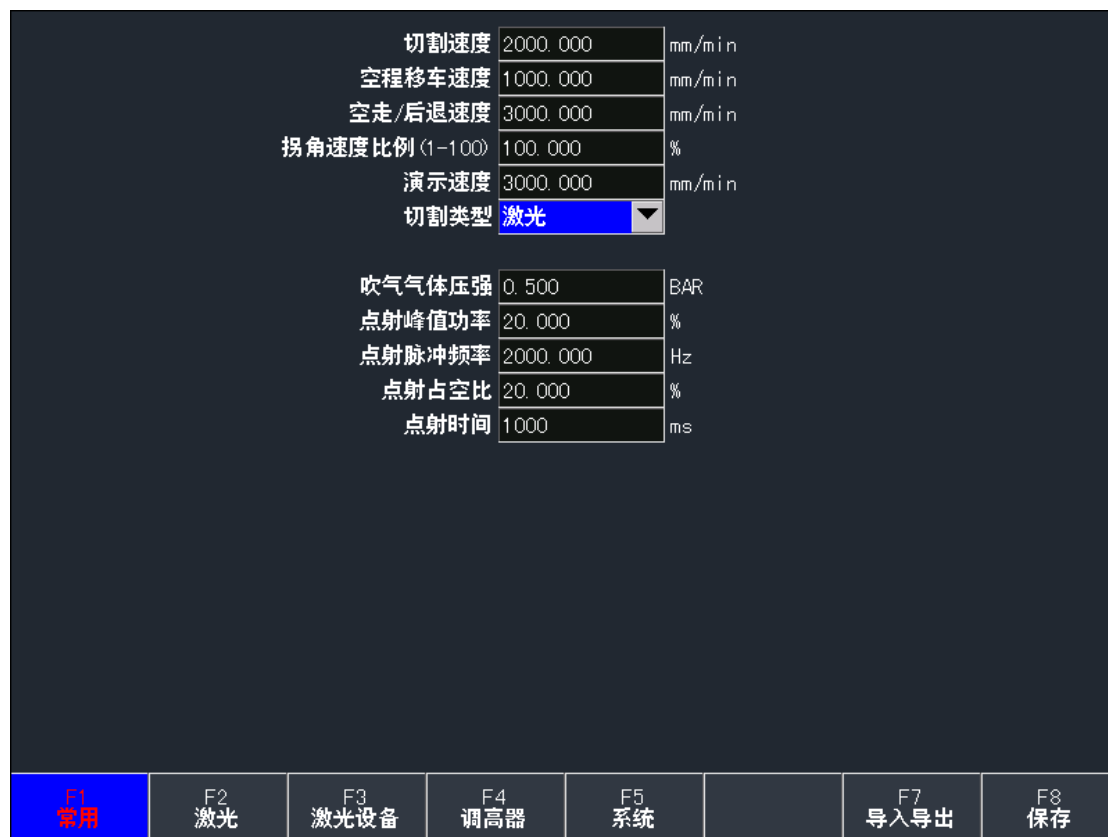 切割速度 2000.000 mm/min
空程移车速度 1000.000 mm/min
空走/后退速度 3000.000 mm/min
拐角速度比例(1-100) 100.000 %
演示速度 3000.000 mm/min
切割类型 激光
吹气气体压强 0.500 BAR
点射峰值功率 20.000 %
点射脉冲频率 2000.000 Hz
点射占空比 20.000 %
点射时间 1000 ms
F1 F2 F3 F4 F5 F7 F8
常用 激光 激光设备 调高器 系统 导入导出 保存